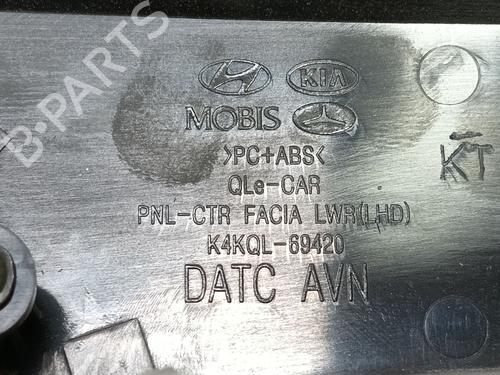 B-PARTS
KIA
MOBIS
>PC+ABS<
QLe-CAR
PNL-CTR FACIA LWR(LHD)
K4KQL-69420
DATC AVN
KT